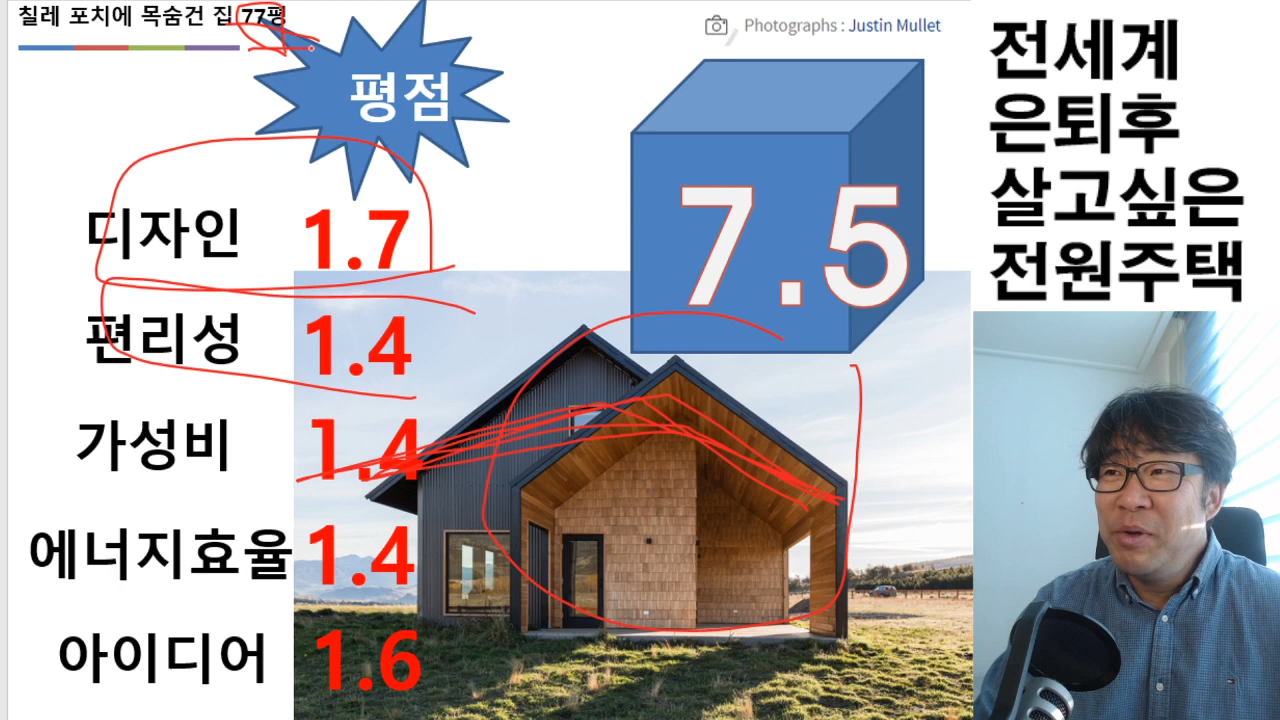 칠레 포치에 목숨건 집 77평
Photographs : Justin Mullet
평점
7.5
디자인 1.7
편리성 1.4
가성비 1.4
에너지효율 1.4
아이디어 1.6
전세계
은퇴후
살고싶은
전원주택